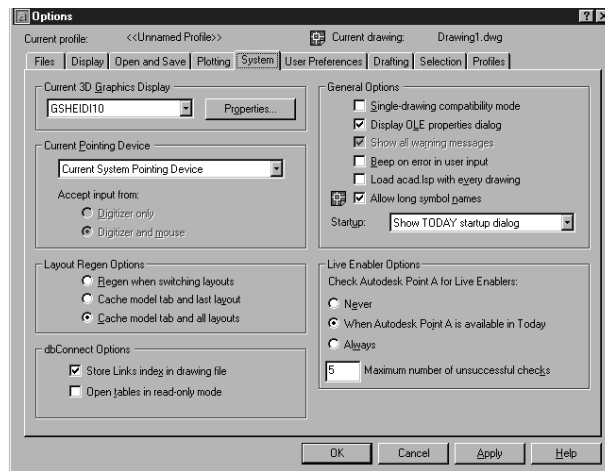 Options
Current profile: <<Unnamed Profile>> Current drawing: Drawing1.dwg
Files Display Open and Save Plotting System User Preferences Drafting Selection Profiles
Current 3D Graphics Display
GSHEIDI10 Properties...
Current Pointing Device
Current System Pointing Device
Accept input from:
Digitizer only
Digitizer and mouse
Layout Regen Options
Regen when switching layouts
Cache model tab and last layout
Cache model tab and all layouts
dbConnect Options
Store Links index in drawing file
Open tables in read-only mode
General Options
Single-drawing compatibility mode
Display OLE properties dialog
Show all warning messages
Beep on error in user input
Load acad.lsp with every drawing
Allow long symbol names
Startup: Show TODAY startup dialog
Live Enabler Options
Check Autodesk Point A for Live Enablers:
Never
When Autodesk Point A is available in Today
Always
5 Maximum number of unsuccessful checks
OK Cancel Apply Help